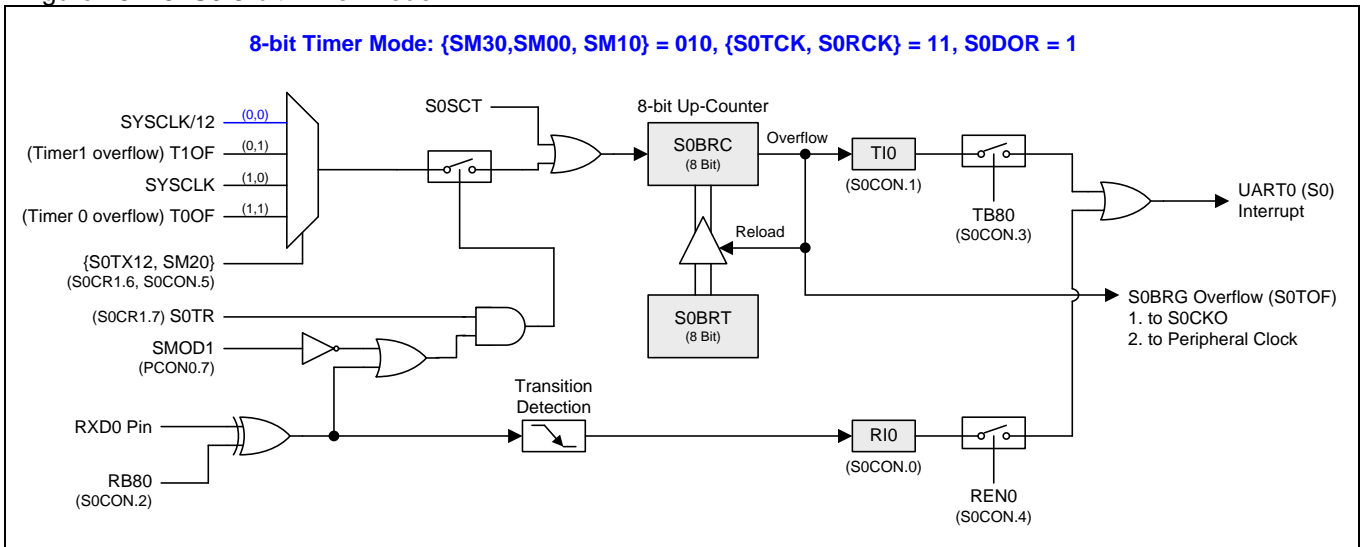 8-bit Timer Mode: {SM30,SM00, SM10} = 010, {S0TCK, S0RCK} = 11, S0DOR = 1
SYSCLK/12
(0,0)
(Timer1 overflow) T1OF
(0,1)
SYSCLK
(1,0)
(Timer 0 overflow) T0OF
(1,1)
{S0TX12, SM20}
(S0CR1.6, S0CON.5)
(S0CR1.7) S0TR
SMOD1
(PCON0.7)
RXD0 Pin
RB80
(S0CON.2)
S0SCT
8-bit Up-Counter
S0BRC
(8 Bit)
Overflow
Reload
S0BRT
(8 Bit)
Transition
Detection
TI0
(S0CON.1)
TB80
(S0CON.3)
RI0
(S0CON.0)
REN0
(S0CON.4)
UART0 (S0)
Interrupt
S0BRG Overflow (S0TOF)
1. to S0CKO
2. to Peripheral Clock